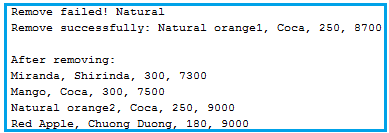 Remove failed! Natural
Remove successfully: Natural orange1, Coca, 250, 8700
After removing:
Miranda, Shirinda, 300, 7300
Mango, Coca, 300, 7500
Natural orange2, Coca, 250, 9000
Red Apple, Chuong Duong, 180, 9000